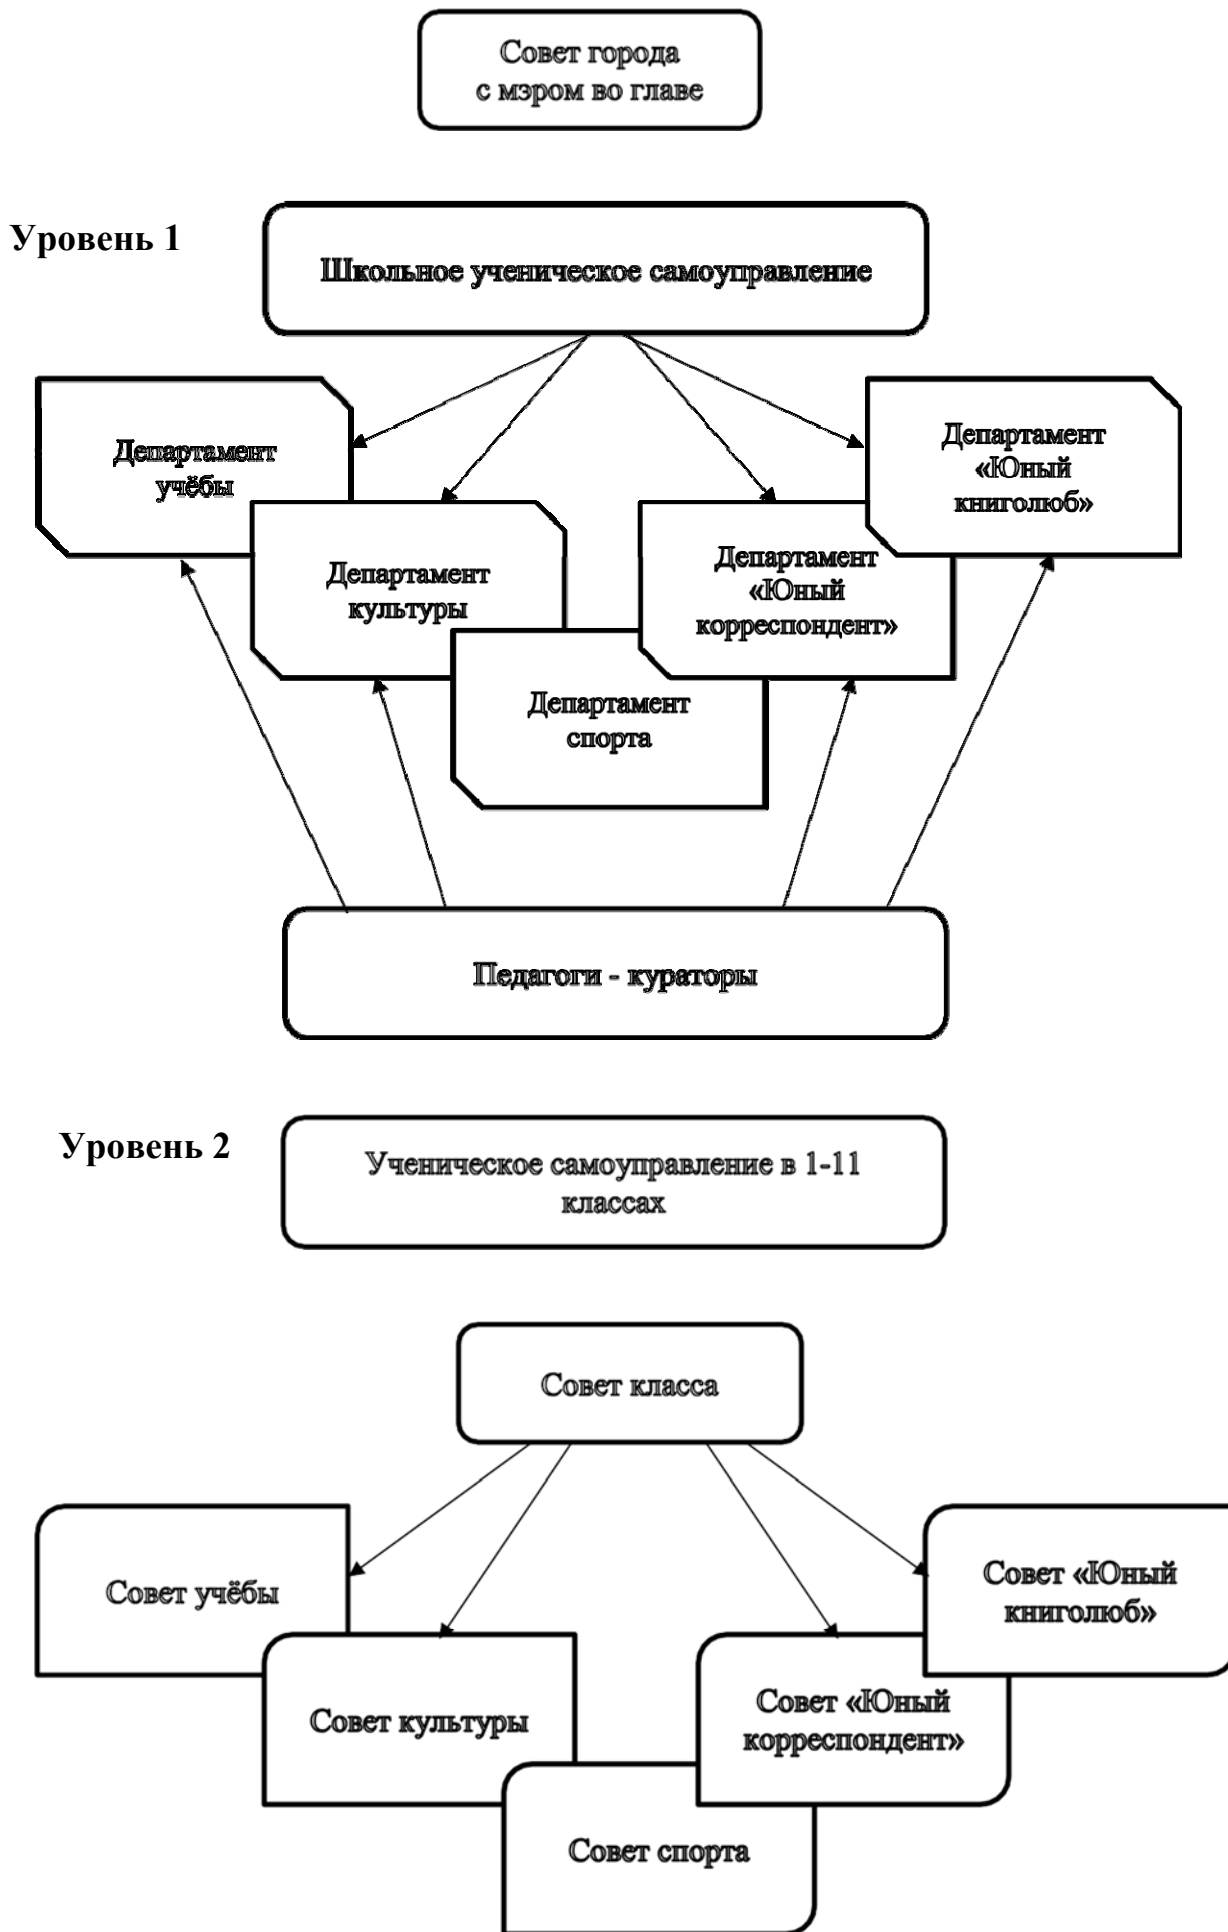 Совет города
с мэром во главе
Уровень 1
Школьное ученическое самоуправление
Департамент
учёбы
Департамент
культуры
Департамент
спорта
Департамент
«Юный
корреспондент»
Департамент
«Юный
книголюб»
Педагоги - кураторы
Уровень 2
Ученическое самоуправление в 1-11
классах
Совет класса
Совет учёбы
Совет культуры
Совет спорта
Совет «Юный
корреспондент»
Совет «Юный
книголюб»